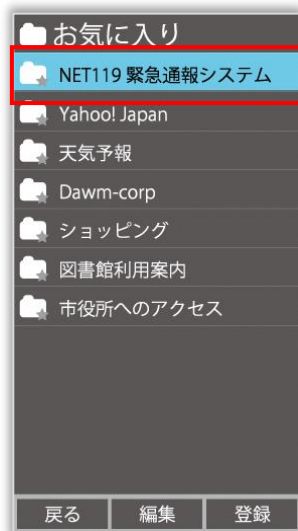 お気に入り
NET119 緊急通報システム
Yahoo! Japan
天気予報
Dawm-corp
ショッピング
図書館利用案内
市役所へのアクセス
戻る 編集 登録